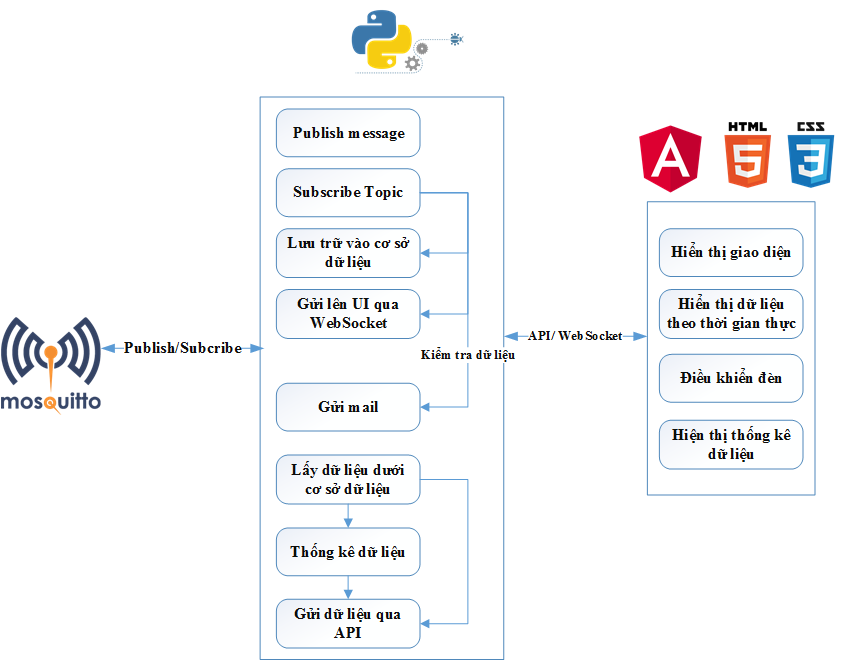 Publish message
Subscribe Topic
Lưu trữ vào cơ sở
dữ liệu
Gửi lên UI qua
WebSocket
Kiểm tra dữ liệu
Gửi mail
Lấy dữ liệu dưới
cơ sở dữ liệu
Thống kê dữ liệu
Gửi dữ liệu qua
API
Publish/Subcribe
mosquitto
API/ WebSocket
HTML
5
CSS
3
A
Hiển thị giao diện
Hiển thị dữ liệu
theo thời gian thực
Điều khiển đèn
Hiện thị thống kê
dữ liệu